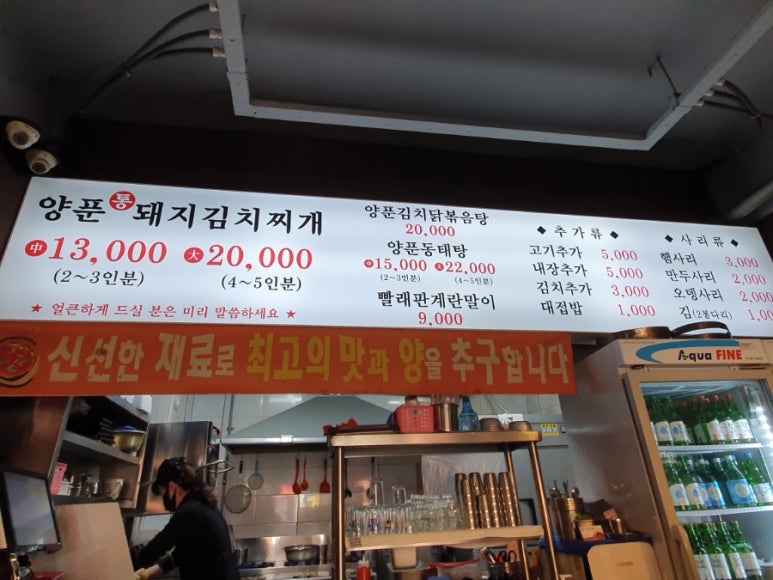 양푼 통 돼지김치찌개
中 13,000 大 20,000
(2~3인분) (4~5인분)
★ 얼큰하게 드실 분은 미리 말씀하세요 ★
양푼김치닭볶음탕
20,000
양푼동태탕
中 15,000 大 22,000
(2~3인분) (4~5인분)
빨래판계란말이
9,000
◆ 추가류 ◆
고기추가 5,000
내장추가 5,000
김치추가 3,000
대접밥 1,000
◆ 사리류 ◆
햄사리 3,000
만두사리 2,000
오뎅사리 2,000
김(2봉다리) 1,000
신선한 재료로 최고의 맛과 양을 추구합니다
Aqua FINE